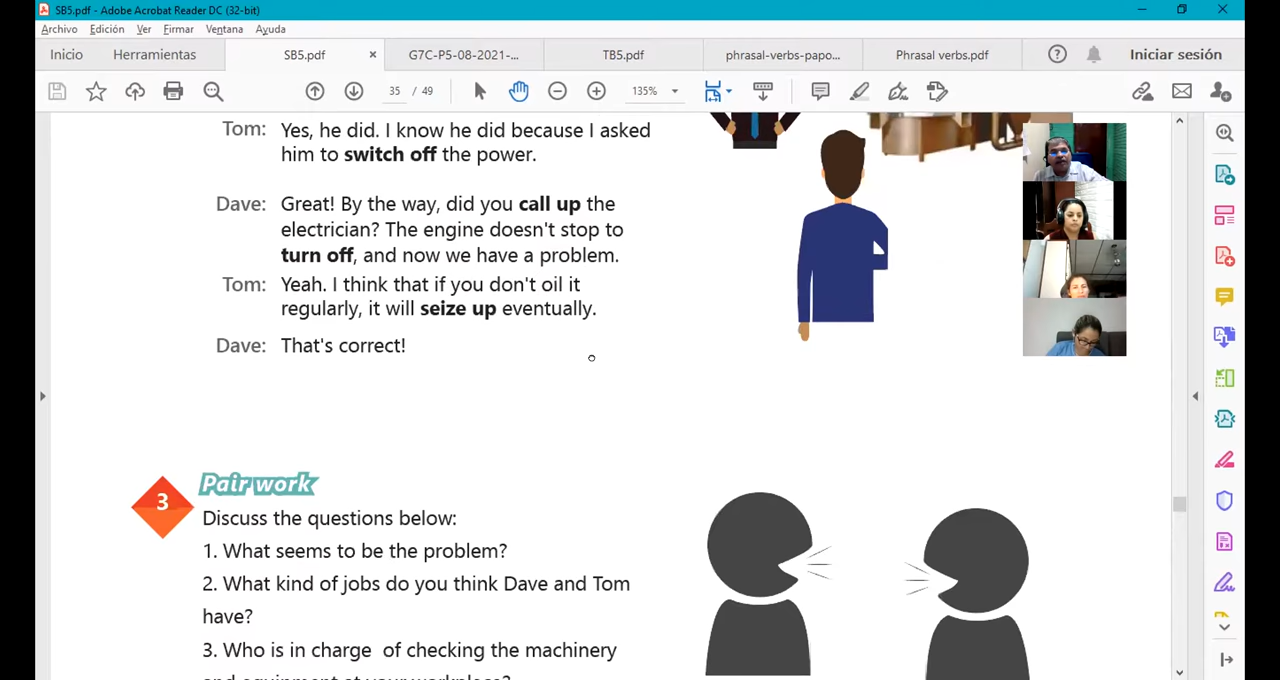 SB5.pdf - Adobe Acrobat Reader DC (32-bit)
Archivo Edición Ver Firmar Ventana Ayuda
Inicio Herramientas SB5.pdf × G7C-P5-08-2021-... TB5.pdf phrasal-verbs-papo... Phrasal verbs.pdf Iniciar sesión
35 / 49 135%
Tom: Yes, he did. I know he did because I asked
him to switch off the power.
Dave: Great! By the way, did you call up the
electrician? The engine doesn't stop to
turn off, and now we have a problem.
Tom: Yeah. I think that if you don't oil it
regularly, it will seize up eventually.
Dave: That's correct!
3 Pair work
Discuss the questions below:
1. What seems to be the problem?
2. What kind of jobs do you think Dave and Tom
have?
3. Who is in charge of checking the machinery
and equipment at your workplace?